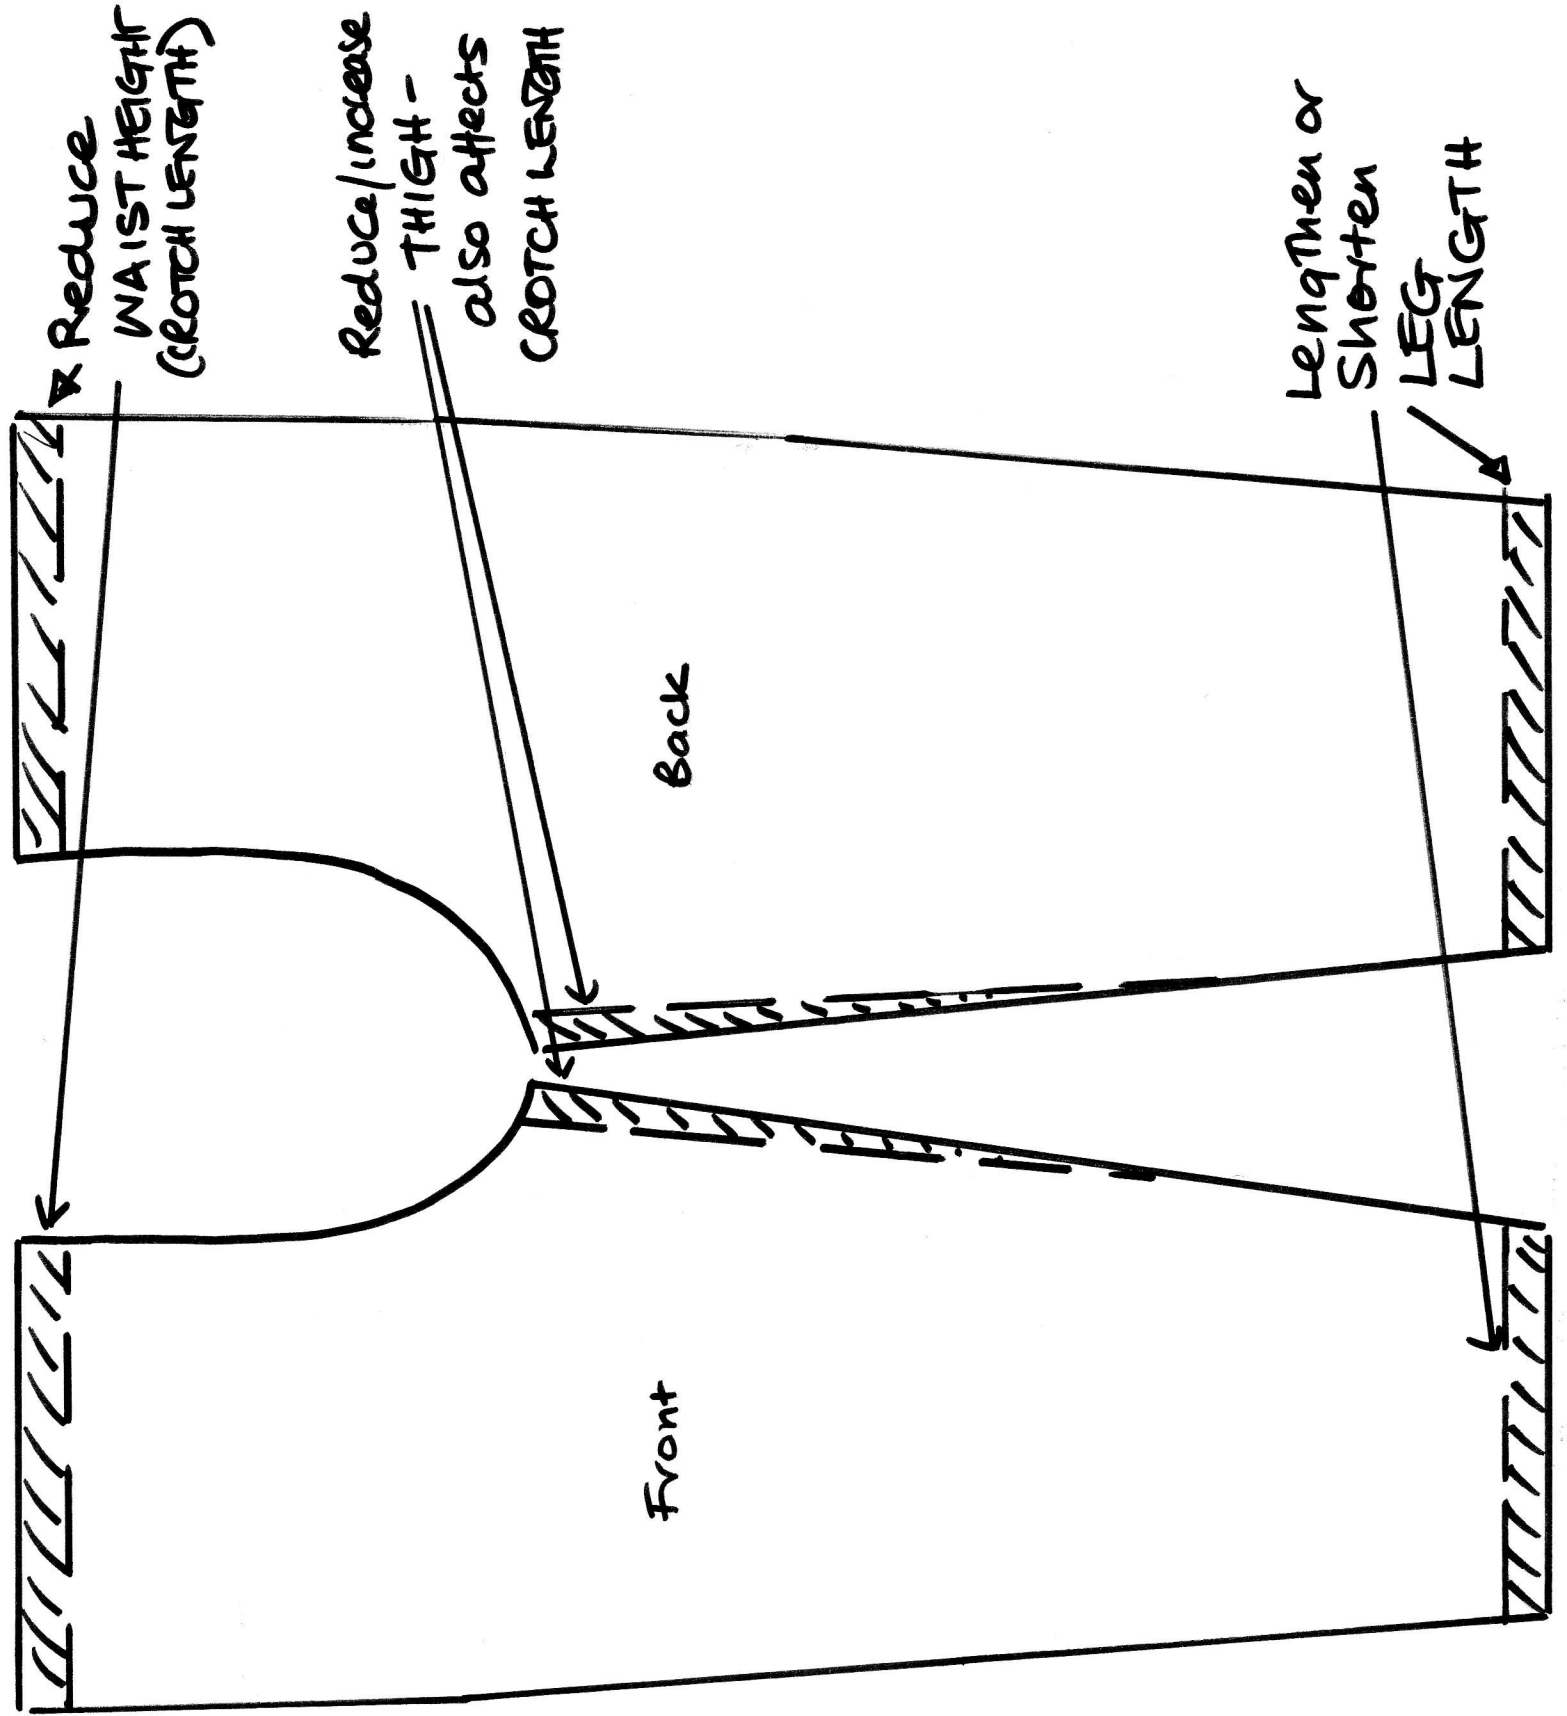 Reduce
WAIST HEIGHT
(CROTCH LENGTH)
Reduce/increase
THIGH -
also affects
CROTCH LENGTH
Back
Front
Lengthen or
Shorten
LEG
LENGTH